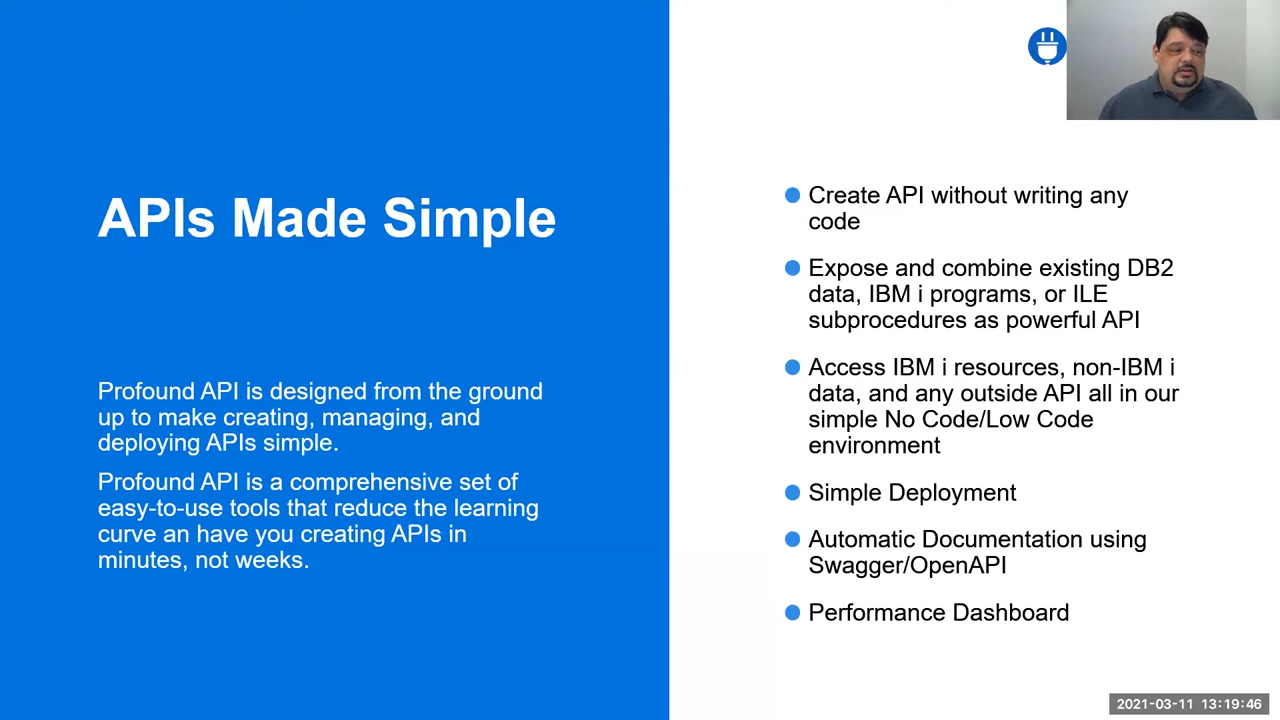 APIs Made Simple
Profound API is designed from the ground
up to make creating, managing, and
deploying APIs simple.
Profound API is a comprehensive set of
easy-to-use tools that reduce the learning
curve an have you creating APIs in
minutes, not weeks.
Create API without writing any
code
Expose and combine existing DB2
data, IBM i programs, or ILE
subprocedures as powerful API
Access IBM i resources, non-IBM i
data, and any outside API all in our
simple No Code/Low Code
environment
Simple Deployment
Automatic Documentation using
Swagger/OpenAPI
Performance Dashboard
2021-03-11 13:19:46